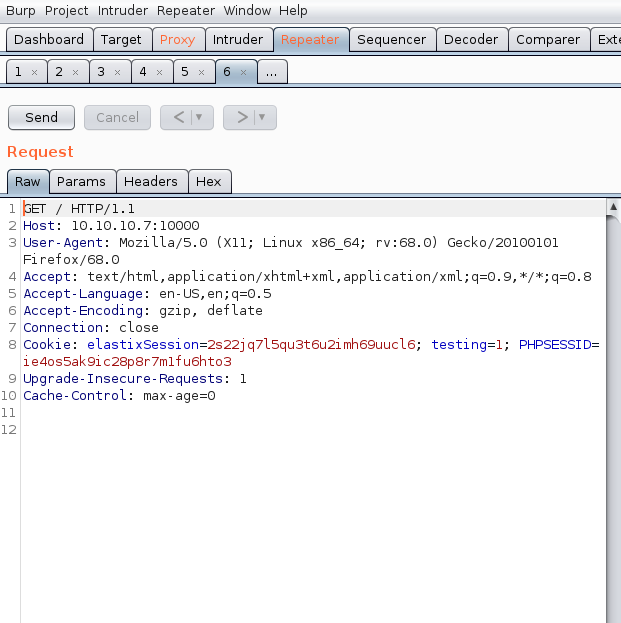 Burp Project Intruder Repeater Window Help
Dashboard Target Proxy Intruder Repeater Sequencer Decoder Comparer Exte
1 × 2 × 3 × 4 × 5 × 6 × ...
Send Cancel < ▼ > ▼
Request
Raw Params Headers Hex
1 GET / HTTP/1.1
2 Host: 10.10.10.7:10000
3 User-Agent: Mozilla/5.0 (X11; Linux x86_64; rv:68.0) Gecko/20100101
Firefox/68.0
4 Accept: text/html,application/xhtml+xml,application/xml;q=0.9,*/*;q=0.8
5 Accept-Language: en-US,en;q=0.5
6 Accept-Encoding: gzip, deflate
7 Connection: close
8 Cookie: elastixSession=2s22jq7l5qu3t6u2imh69uucl6; testing=1; PHPSESSID=
ie4os5ak9ic28p8r7m1fu6hto3
9 Upgrade-Insecure-Requests: 1
10 Cache-Control: max-age=0
11
12